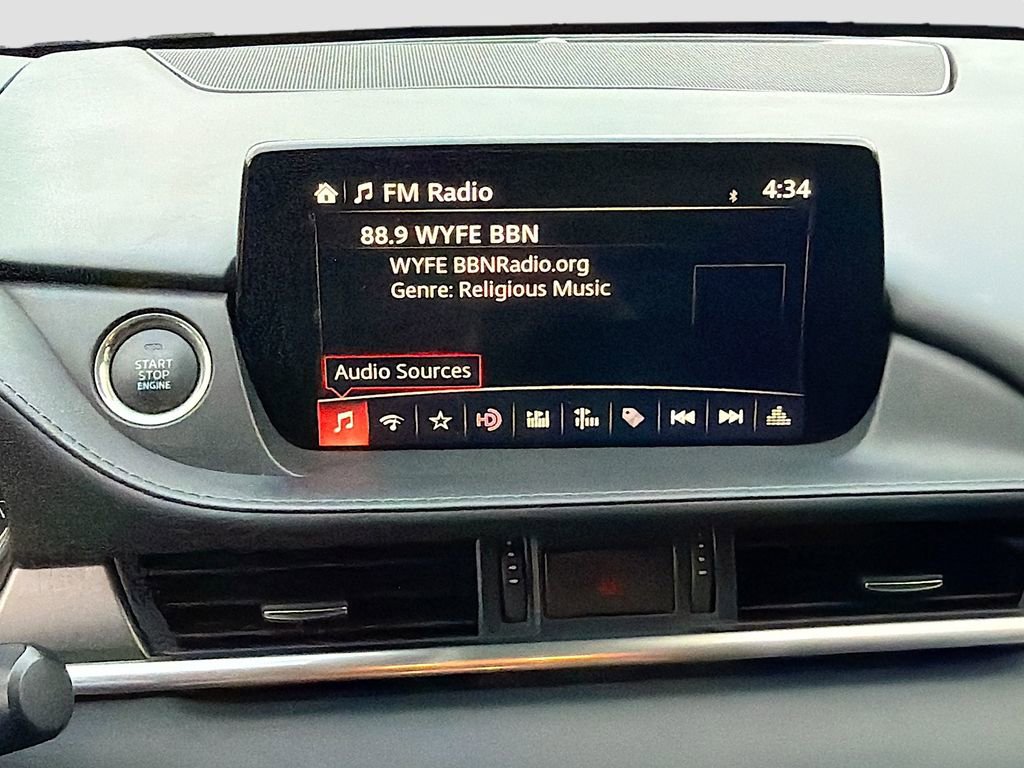 FM Radio
4:34
88.9 WYFE BBN
WYFE BBNRadio.org
Genre: Religious Music
START
STOP
ENGINE
Audio Sources
HD